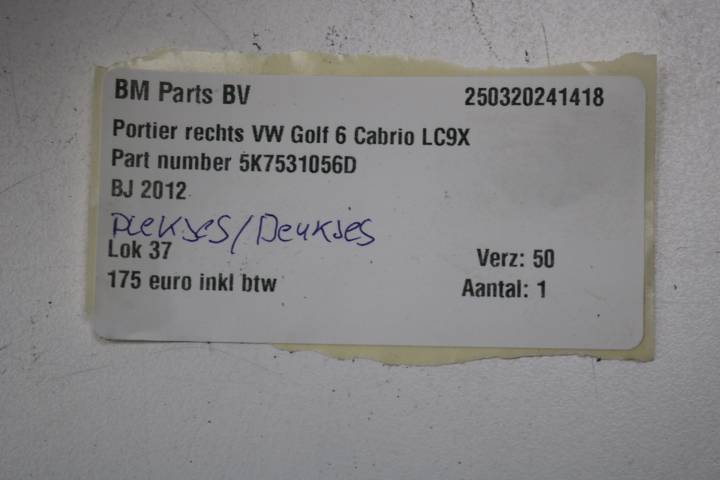 BM Parts BV 250320241418
Portier rechts VW Golf 6 Cabrio LC9X
Part number 5K7531056D
BJ 2012
Plekjes/Deukjes
Lok 37 Verz: 50
175 euro inkl btw Aantal: 1